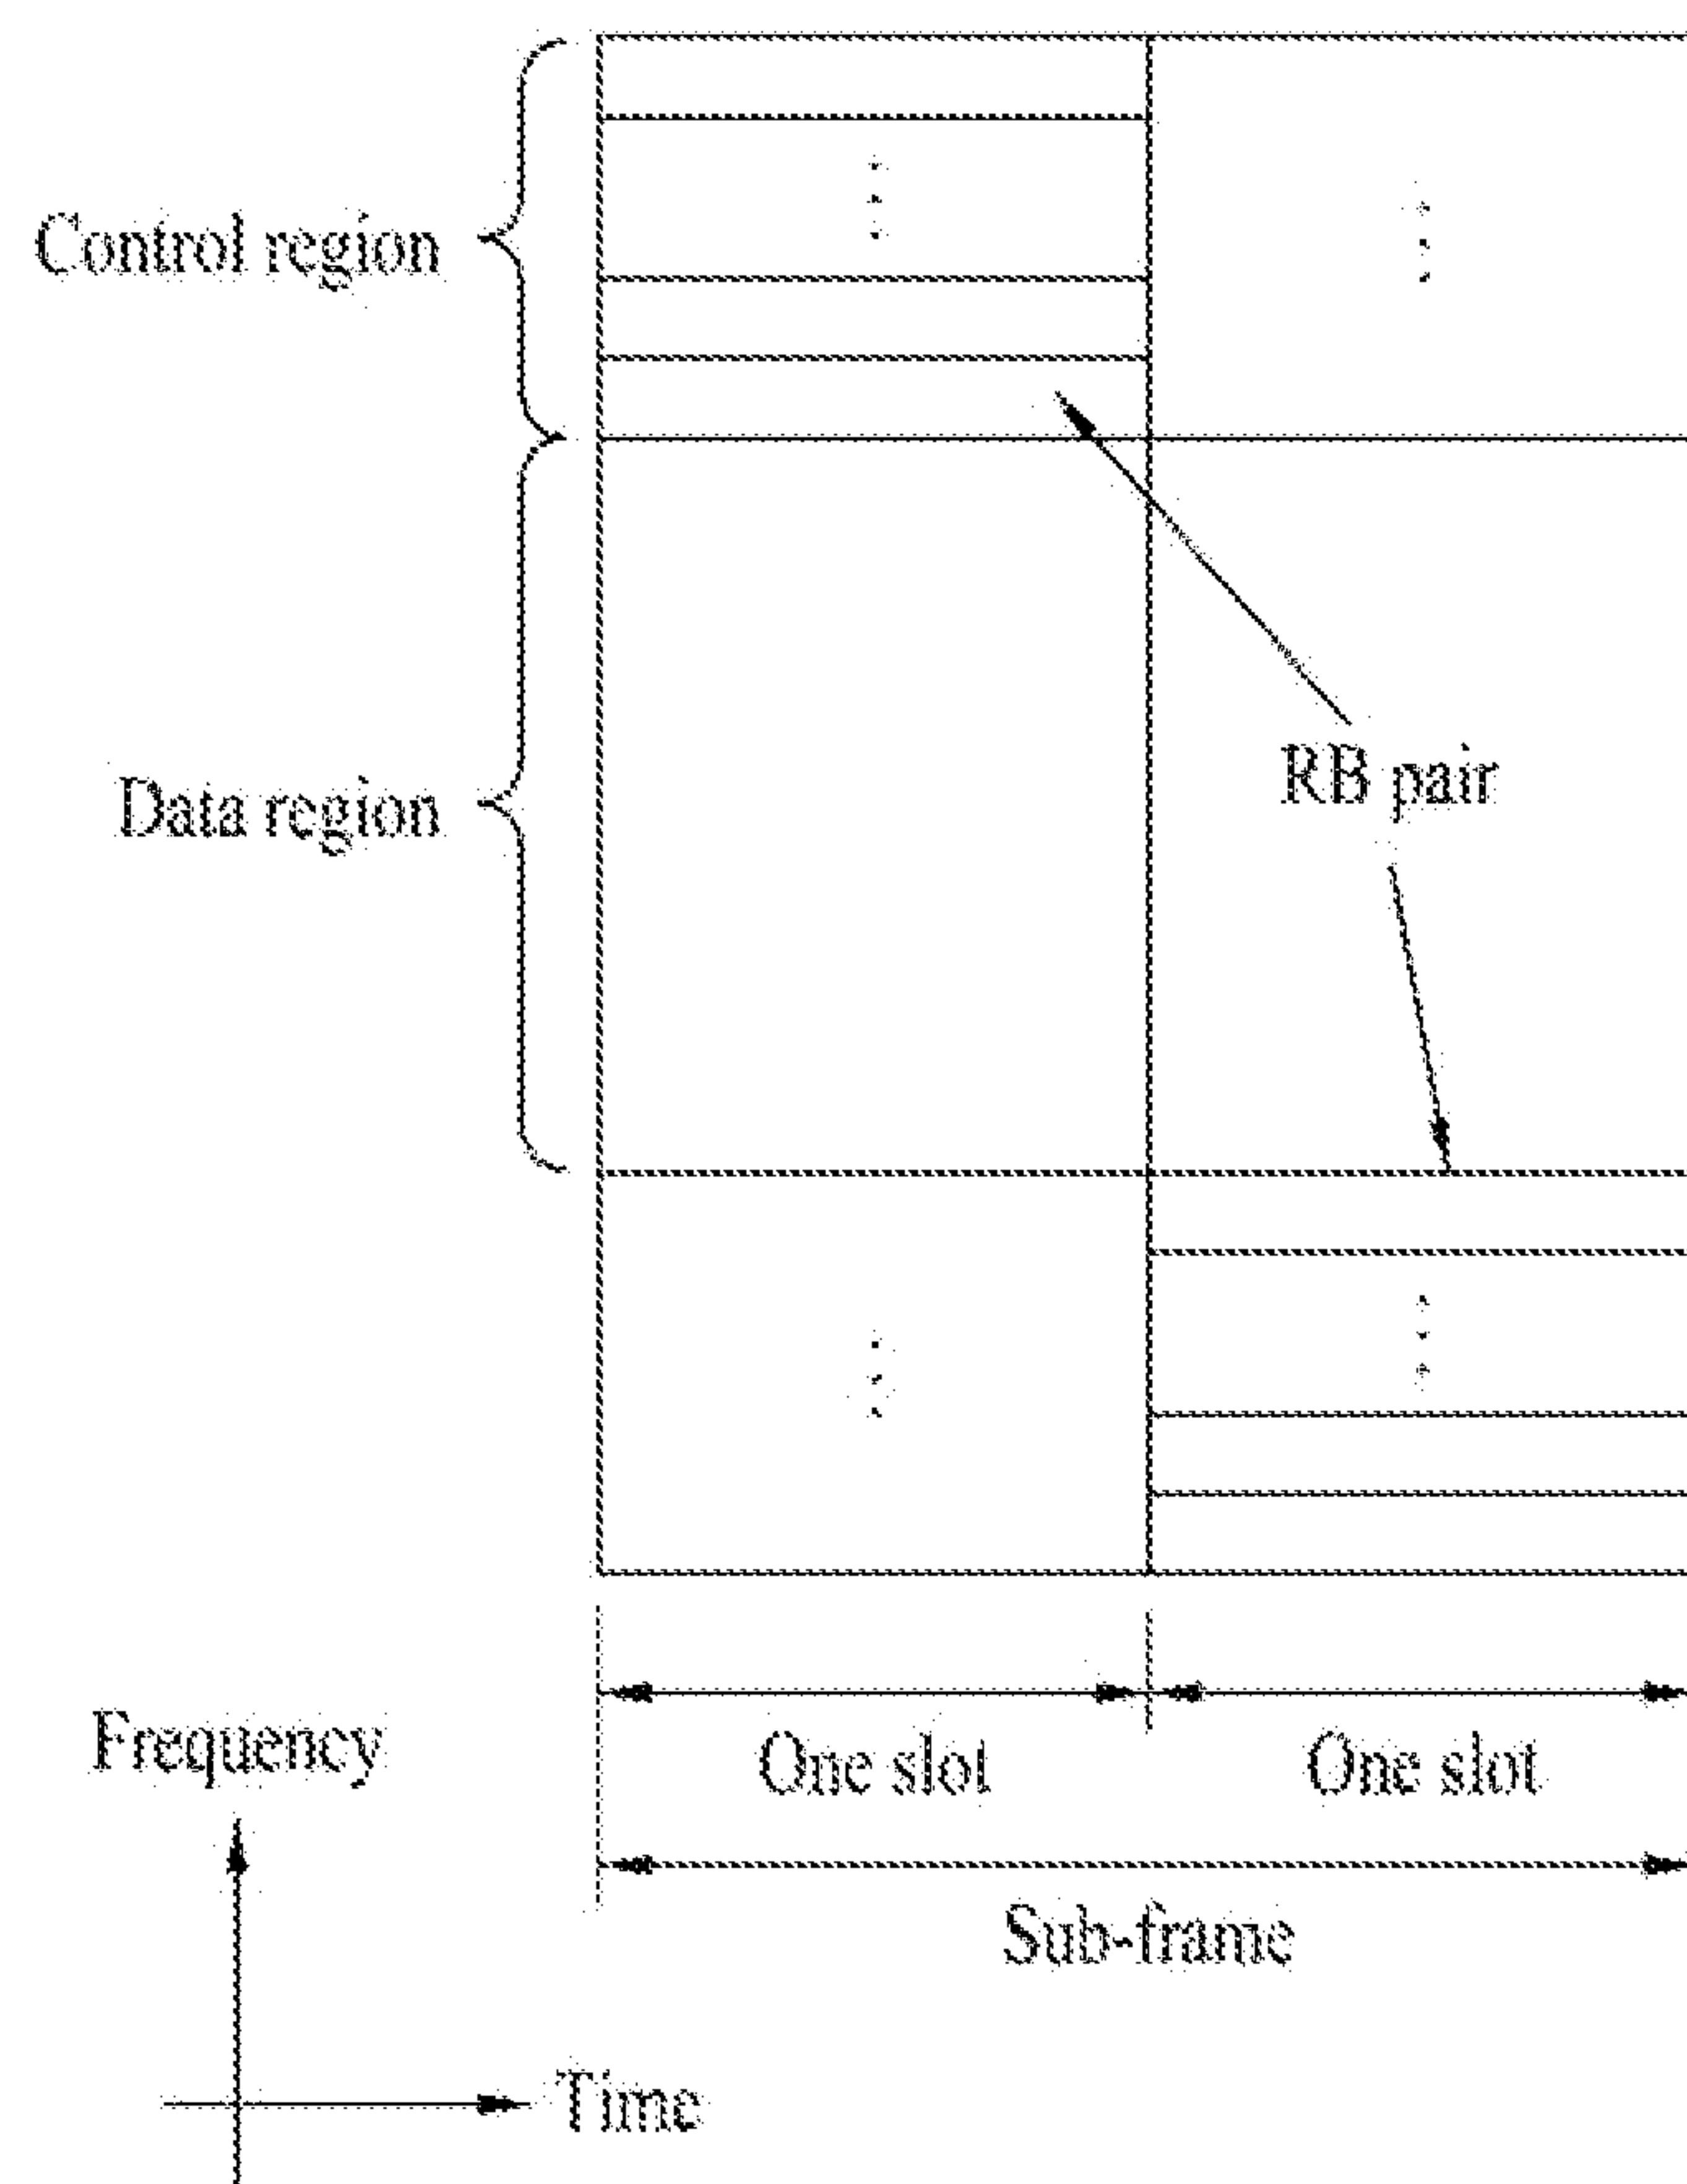 Control region
Data region
RB pair
One slot
One slot
Frequency
Sub-frame
Time